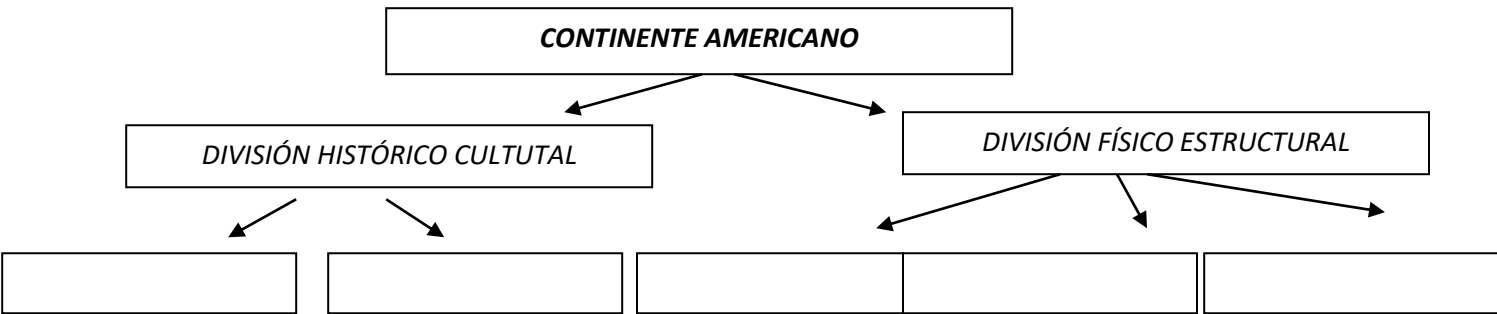 CONTINENTE AMERICANO
DIVISIÓN HISTÓRICO CULTUTAL
DIVISIÓN FÍSICO ESTRUCTURAL